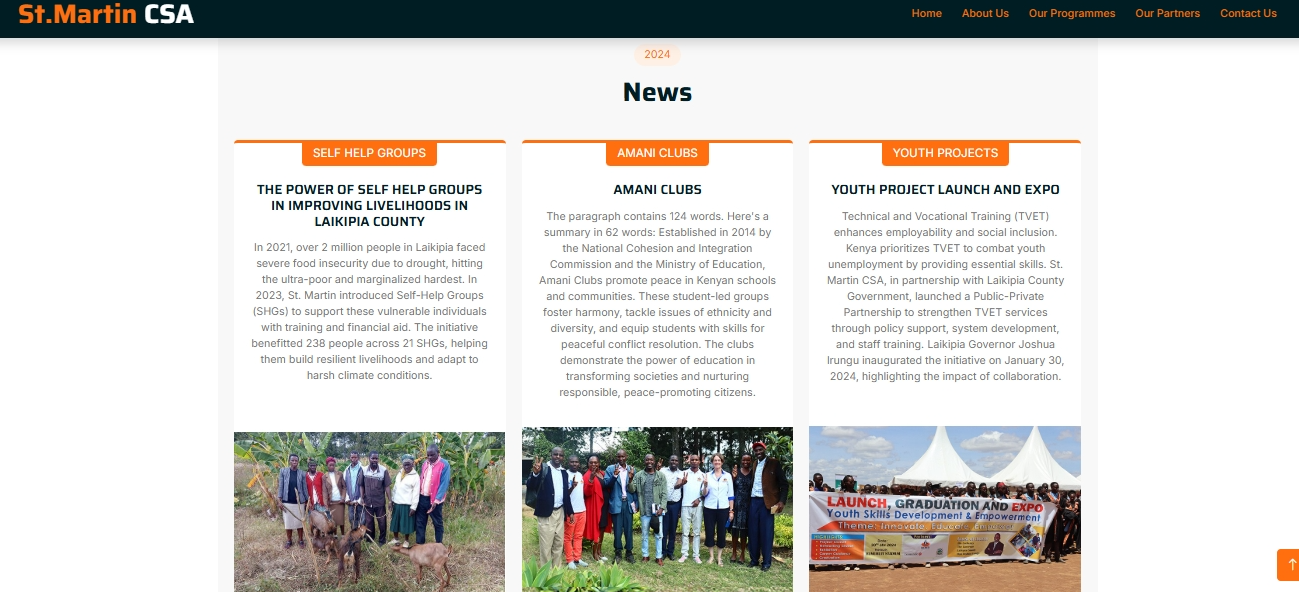 St.Martin CSA
Home About Us Our Programmes Our Partners Contact Us
2024
News
SELF HELP GROUPS
THE POWER OF SELF HELP GROUPS
IN IMPROVING LIVELIHOODS IN
LAIKIPIA COUNTY
In 2021, over 2 million people in Laikipia faced
severe food insecurity due to drought, hitting
the ultra-poor and marginalized hardest. In
2023, St. Martin introduced Self-Help Groups
(SHGs) to support these vulnerable individuals
with training and financial aid. The initiative
benefitted 238 people across 21 SHGs, helping
them build resilient livelihoods and adapt to
harsh climate conditions.
AMANI CLUBS
AMANI CLUBS
The paragraph contains 124 words. Here's a
summary in 62 words: Established in 2014 by
the National Cohesion and Integration
Commission and the Ministry of Education,
Amani Clubs promote peace in Kenyan schools
and communities. These student-led groups
foster harmony, tackle issues of ethnicity and
diversity, and equip students with skills for
peaceful conflict resolution. The clubs
demonstrate the power of education in
transforming societies and nurturing
responsible, peace-promoting citizens.
YOUTH PROJECTS
YOUTH PROJECT LAUNCH AND EXPO
Technical and Vocational Training (TVET)
enhances employability and social inclusion.
Kenya prioritizes TVET to combat youth
unemployment by providing essential skills. St.
Martin CSA, in partnership with Laikipia County
Government, launched a Public-Private
Partnership to strengthen TVET services
through policy support, system development,
and staff training. Laikipia Governor Joshua
Irungu inaugurated the initiative on January 30,
2024, highlighting the impact of collaboration.
LAUNCH, GRADUATION AND EXPO
Youth Skills Development & Empowerment
Theme: Innovate, Educate,